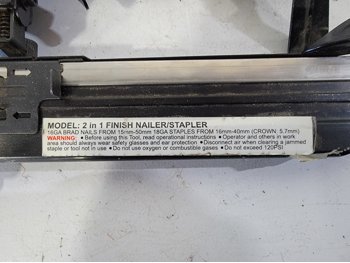 MODEL: 2 in 1 FINISH NAILER/STAPLER
16GA BRAD NAILS FROM 15mm-50mm 18GA STAPLES FROM 16mm-40mm (CROWN: 5.7mm)
WARNING: • Before using this Tool, read operational instructions • Operator and others in work
area should always wear safety glasses and ear protection • Disconnect air when clearing a jammed
staple or tool not in use • Do not use oxygen or combustible gases • Do not exceed 120PSI